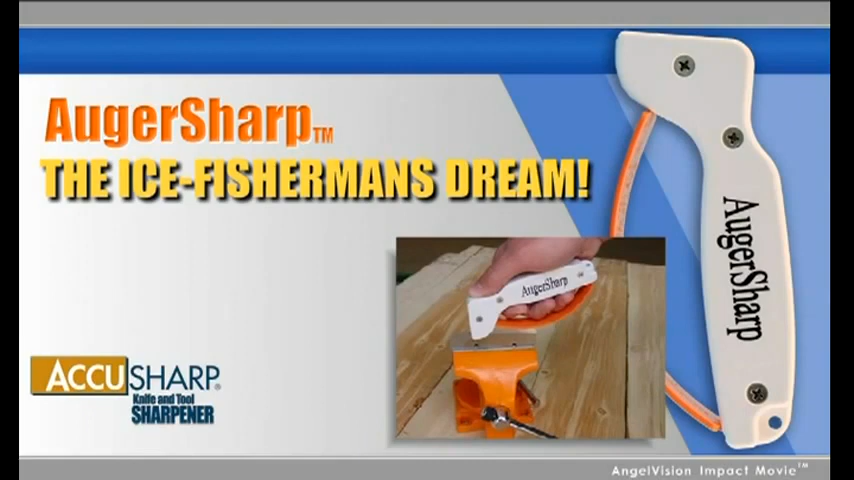 AugerSharp™
THE ICE-FISHERMANS DREAM!
AugerSharp
AugerSharp
ACCUSHARP®
Knife and Tool
SHARPENER
AngelVision Impact Movie™